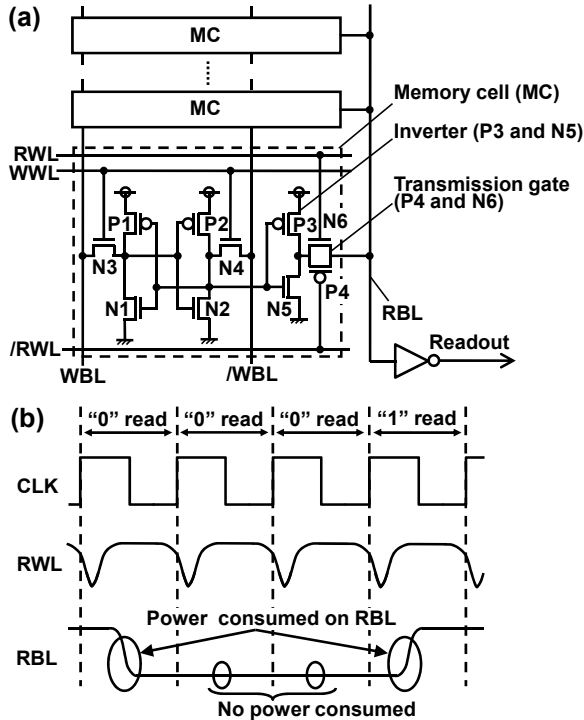 (a)
MC
MC
Memory cell (MC)
Inverter (P3 and N5)
RWL
WWL
Transmission gate
(P4 and N6)
P1
P2
P3
N6
N3
N4
P4
N1
N2
N5
RBL
/RWL
Readout
WBL
/WBL
(b)
“0” read
“0” read
“0” read
“1” read
CLK
RWL
Power consumed on RBL
RBL
No power consumed